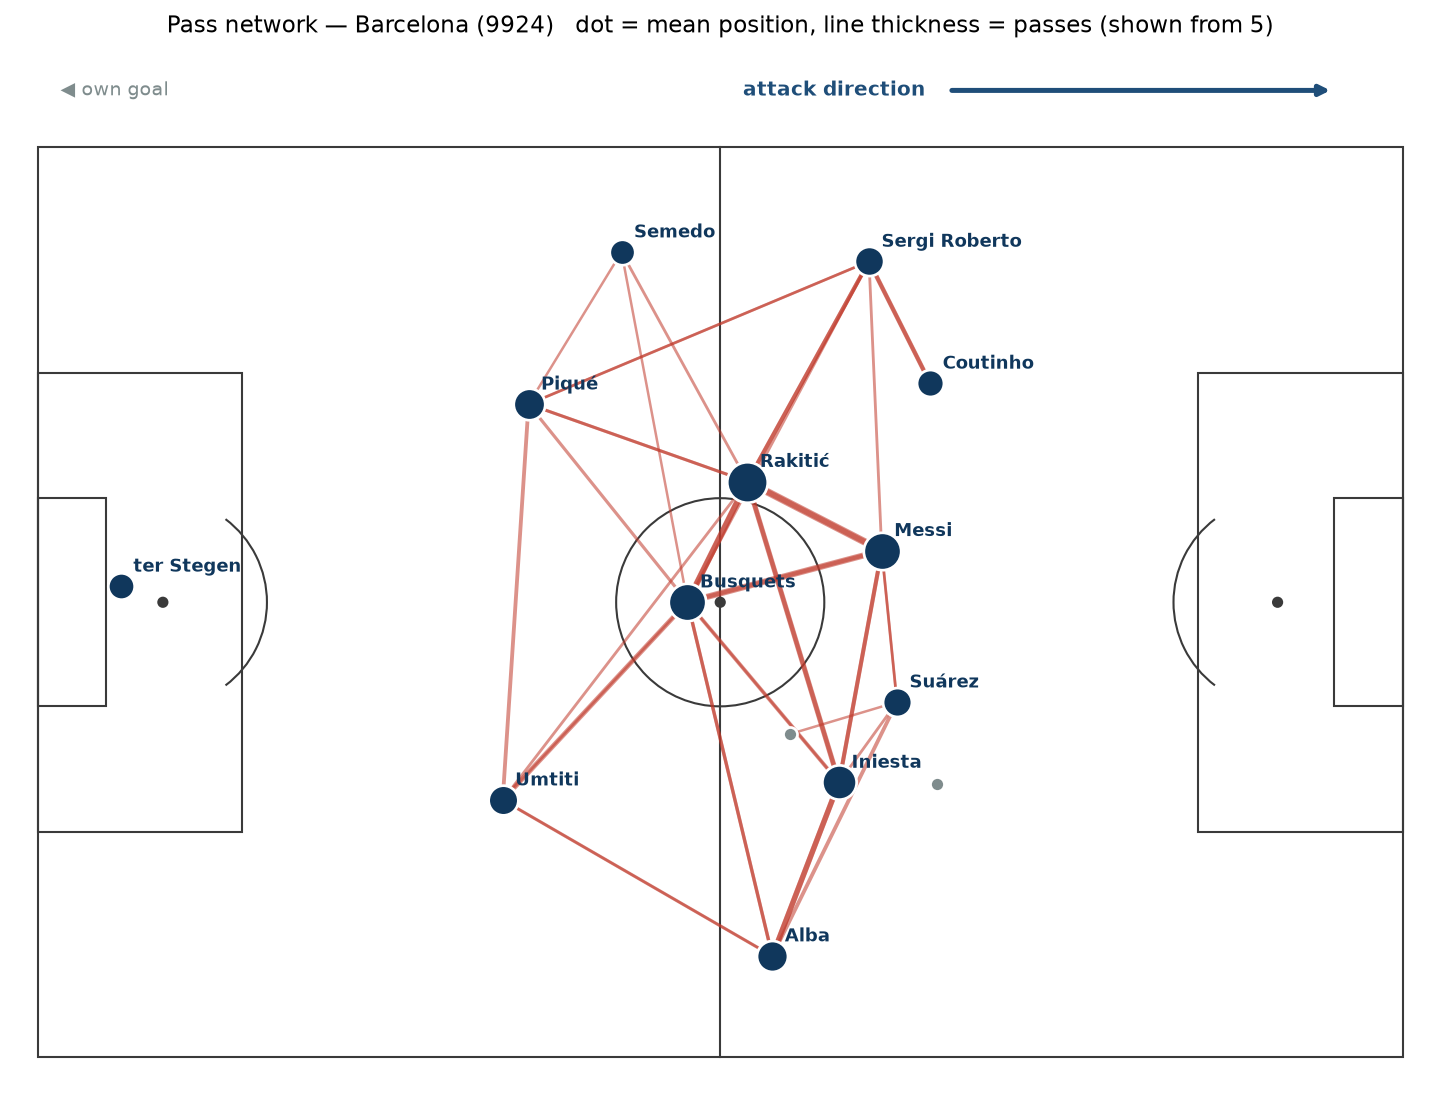 Pass network — Barcelona (9924)   dot = mean position, line thickness = passes (shown from 5)
◀ own goal
attack direction
Semedo
Sergi Roberto
Coutinho
Piqué
Rakitić
Messi
ter Stegen
Busquets
Suárez
Iniesta
Umtiti
Alba